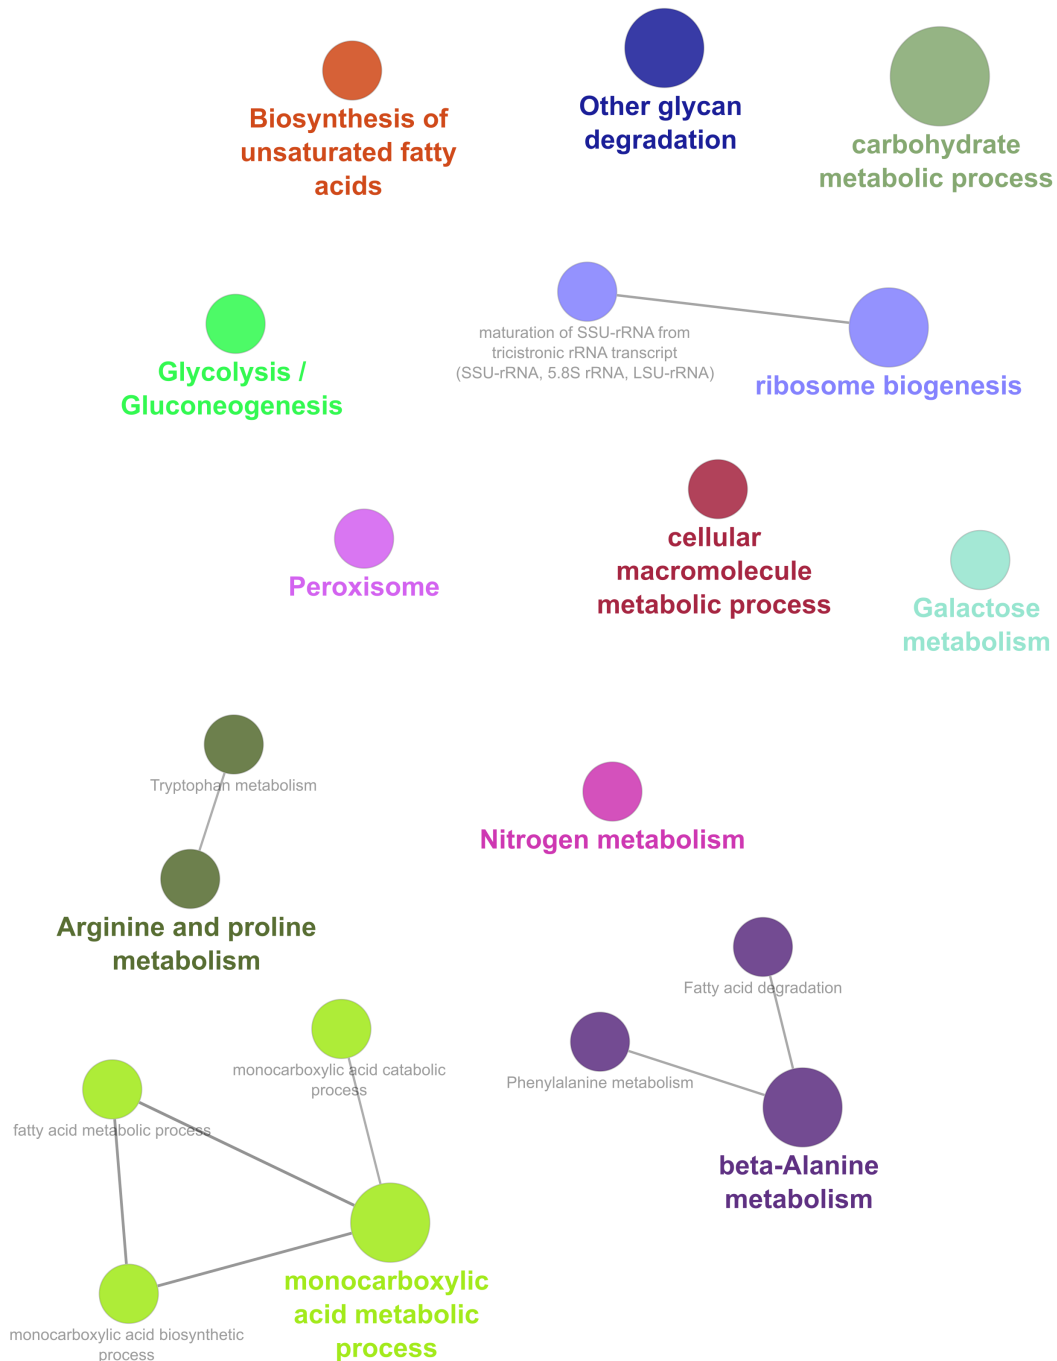 Biosynthesis of
unsaturated fatty
acids
Other glycan
degradation
carbohydrate
metabolic process
Glycolysis /
Gluconeogenesis
maturation of SSU-rRNA from
tricistronic rRNA transcript
(SSU-rRNA, 5.8S rRNA, LSU-rRNA)
ribosome biogenesis
Peroxisome
cellular
macromolecule
metabolic process
Galactose
metabolism
Tryptophan metabolism
Arginine and proline
metabolism
Nitrogen metabolism
Fatty acid degradation
Phenylalanine metabolism
beta-Alanine
metabolism
monocarboxylic acid catabolic
process
fatty acid metabolic process
monocarboxylic
acid metabolic
process
monocarboxylic acid biosynthetic
process